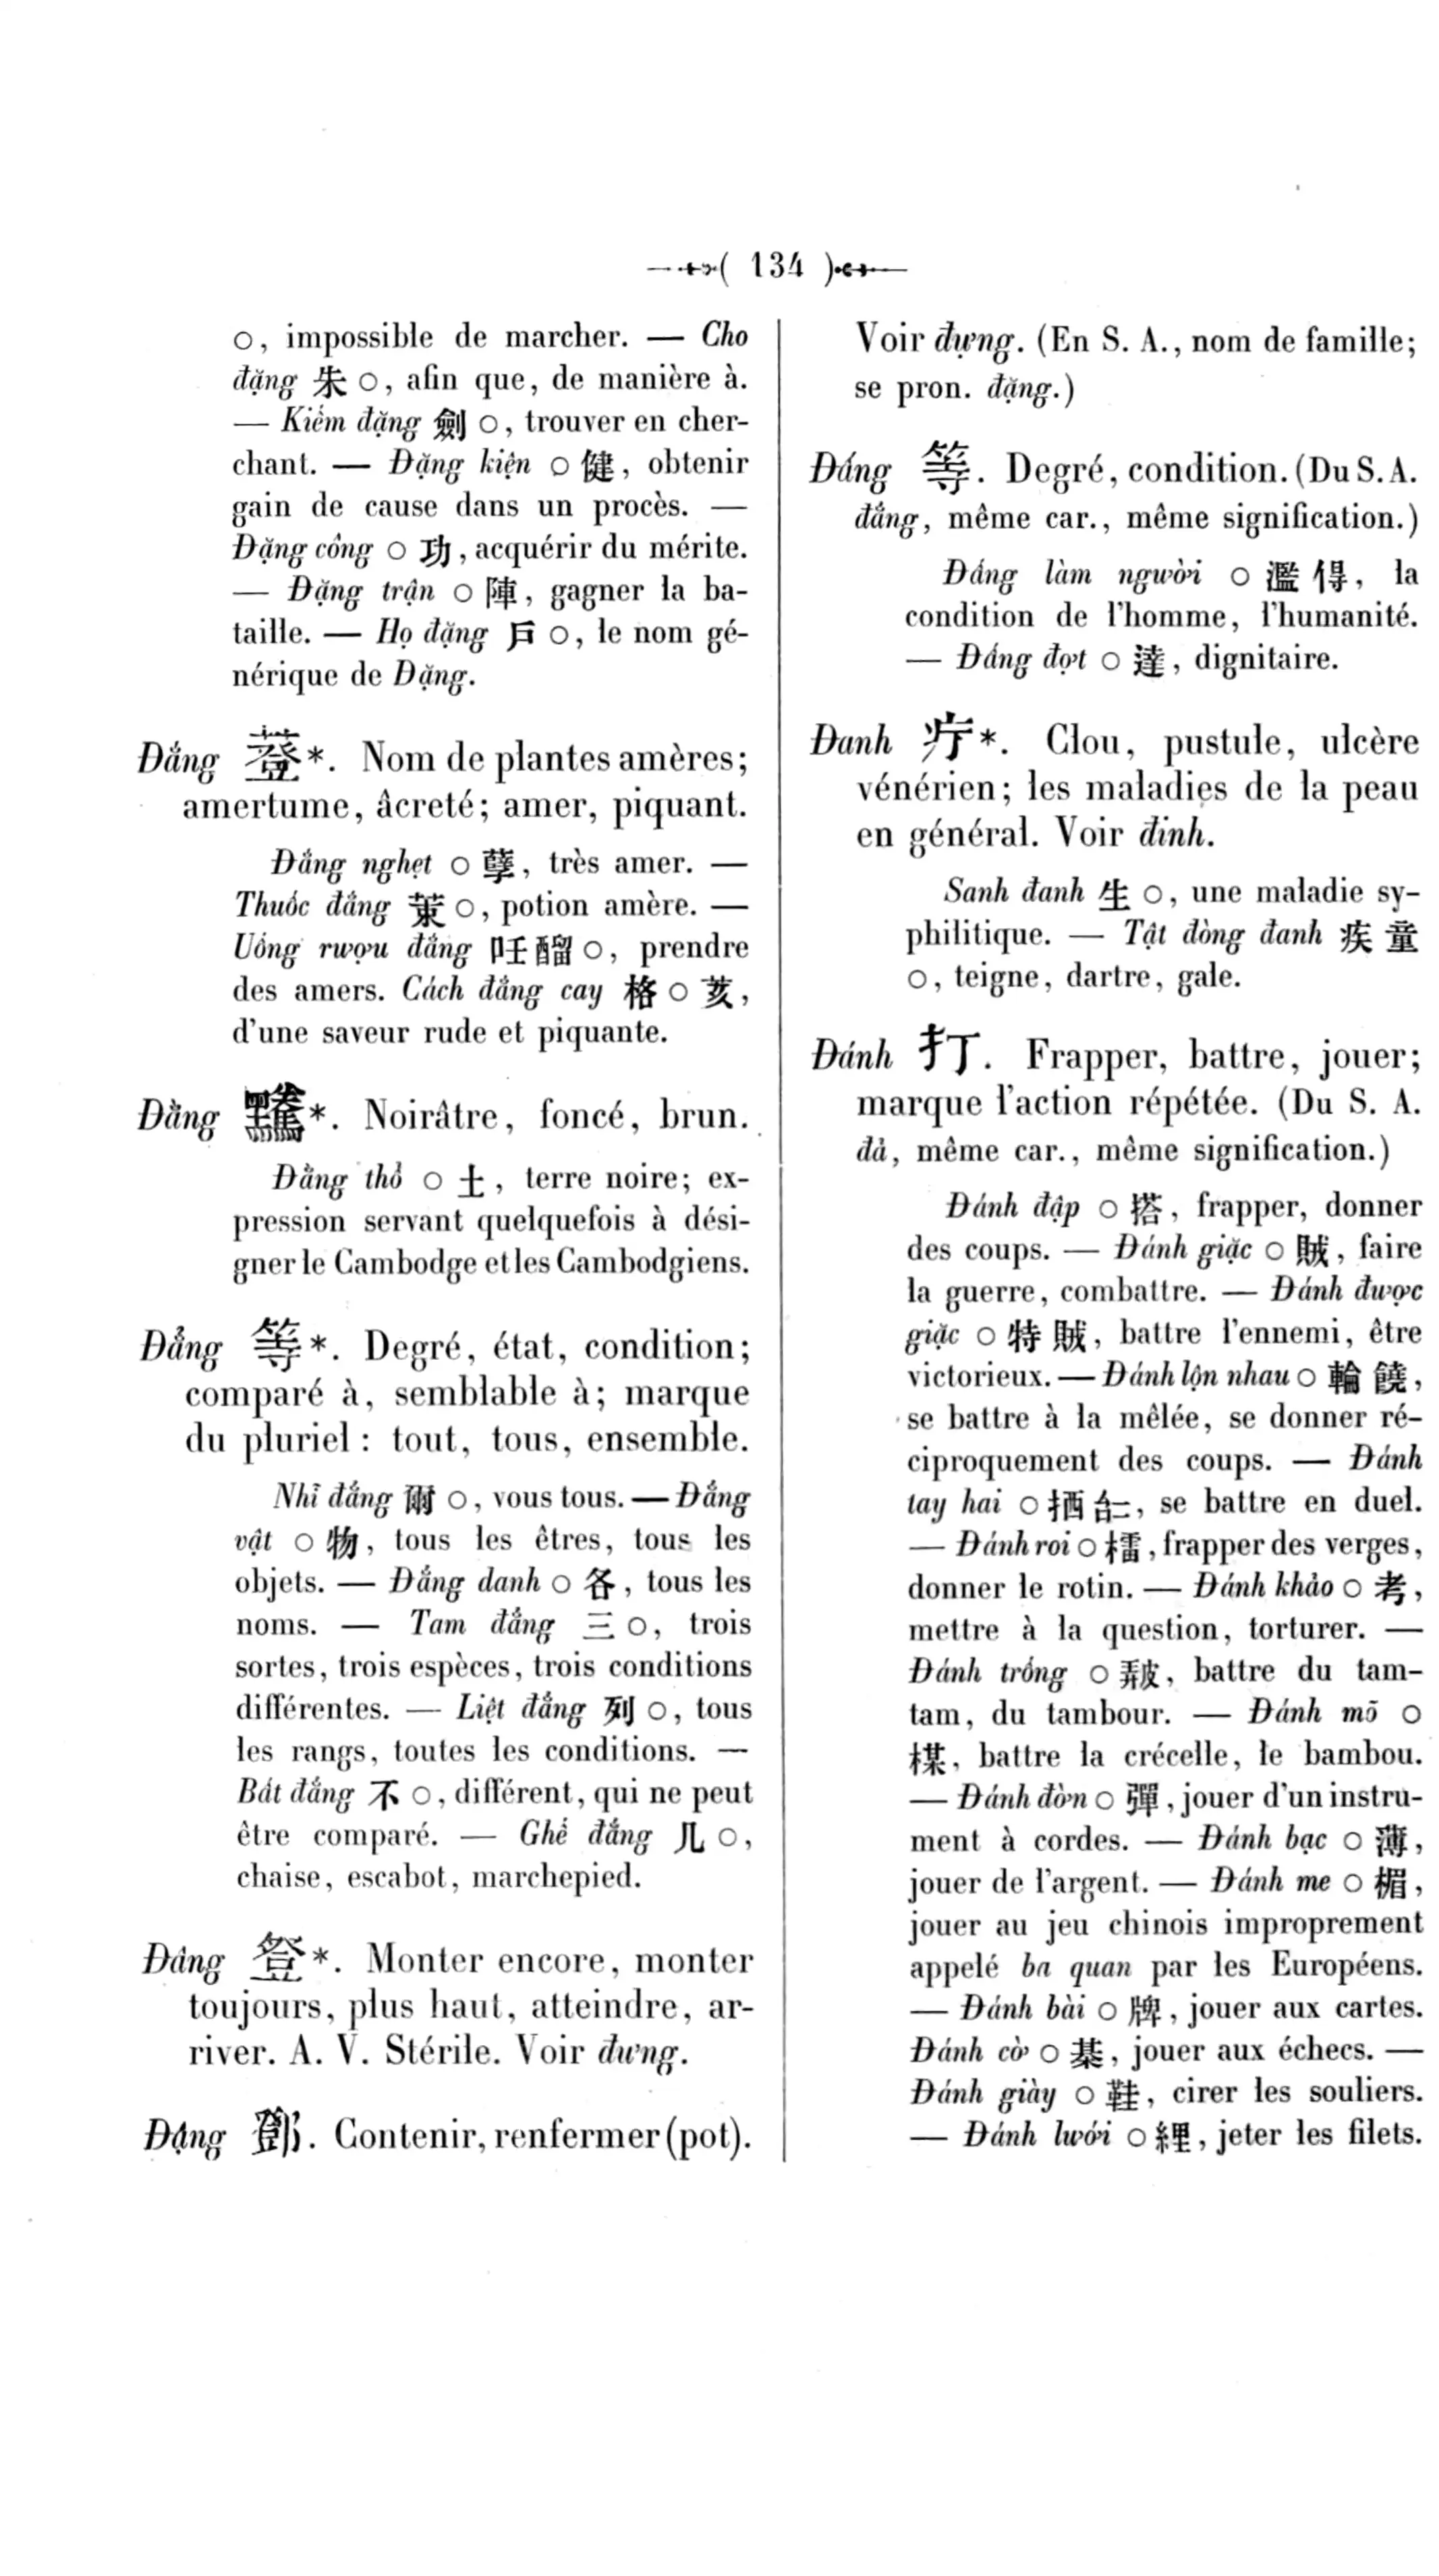 ( 134 )
○, impossible de marcher. — Cho
đặng 朱 ○, afin que, de manière à.
— Kiếm đặng 劍 ○, trouver en cher-
chant. — Đặng kiện ○ 健, obtenir
gain de cause dans un procès. —
Đặng công ○ 功, acquérir du mérite.
— Đặng trận ○ 陣, gagner la ba-
taille. — Họ đặng 戶 ○, le nom gé-
nérique de Đặng.
Đắng 䔲*. Nom de plantes amères;
amertume, âcreté; amer, piquant.
Đắng nghẹt ○ 孽, très amer. —
Thuốc đắng ○, potion amère. —
Uống rượu đắng ○, prendre
des amers. Cách đắng cay 格 ○ 荄,
d'une saveur rude et piquante.
Đằng 黱*. Noirâtre, foncé, brun.
Đằng thổ ○ 土, terre noire; ex-
pression servant quelquefois à dési-
gner le Cambodge et les Cambodgiens.
Đẳng 等*. Degré, état, condition;
comparé à, semblable à; marque
du pluriel : tout, tous, ensemble.
Nhĩ đẳng 爾 ○, vous tous. — Đẳng
vật ○ 物, tous les êtres, tous les
objets. — Đẳng danh ○ 各, tous les
noms. — Tam đẳng 三 ○, trois
sortes, trois espèces, trois conditions
différentes. — Liệt đẳng 列 ○, tous
les rangs, toutes les conditions. —
Bất đẳng 不 ○, différent, qui ne peut
être comparé. — Ghế đẳng 几 ○,
chaise, escabot, marchepied.
Đâng 登*. Monter encore, monter
toujours, plus haut, atteindre, ar-
river. A. V. Stérile. Voir đưng.
Đậng 鄧. Contenir, renfermer (pot).
Voir đựng. (En S. A., nom de famille;
se pron. đặng.)
Đấng 等. Degré, condition. (Du S. A.
đẳng, même car., même signification.)
Đấng làm người ○ 濫 㝵, la
condition de l'homme, l'humanité.
— Đấng đợt ○ 達, dignitaire.
Đanh 疔*. Clou, pustule, ulcère
vénérien; les maladies de la peau
en général. Voir đinh.
Sanh đanh 生 ○, une maladie sy-
philitique. — Tật đồng đanh 疾 童
○, teigne, dartre, gale.
Đánh 打. Frapper, battre, jouer;
marque l'action répétée. (Du S. A.
đả, même car., même signification.)
Đánh đập ○ 搭, frapper, donner
des coups. — Đánh giặc ○ 賊, faire
la guerre, combattre. — Đánh được
giặc ○ 特 賊, battre l'ennemi, être
victorieux. — Đánh lộn nhau ○ 輪 饒,
se battre à la mêlée, se donner ré-
ciproquement des coups. — Đánh
tay hai ○, se battre en duel.
— Đánh roi ○ 檑, frapper des verges,
donner le rotin. — Đánh khảo ○ 考,
mettre à la question, torturer. —
Đánh trống ○, battre du tam-
tam, du tambour. — Đánh mõ ○
楳, battre la crécelle, le bambou.
— Đánh đờn ○ 彈, jouer d'un instru-
ment à cordes. — Đánh bạc ○ 薄,
jouer de l'argent. — Đánh me ○ 楣,
jouer au jeu chinois improprement
appelé ba quan par les Européens.
— Đánh bài ○ 牌, jouer aux cartes.
Đánh cờ ○ 棊, jouer aux échecs. —
Đánh giày ○ 鞋, cirer les souliers.
— Đánh lưới ○ 䋥, jeter les filets.